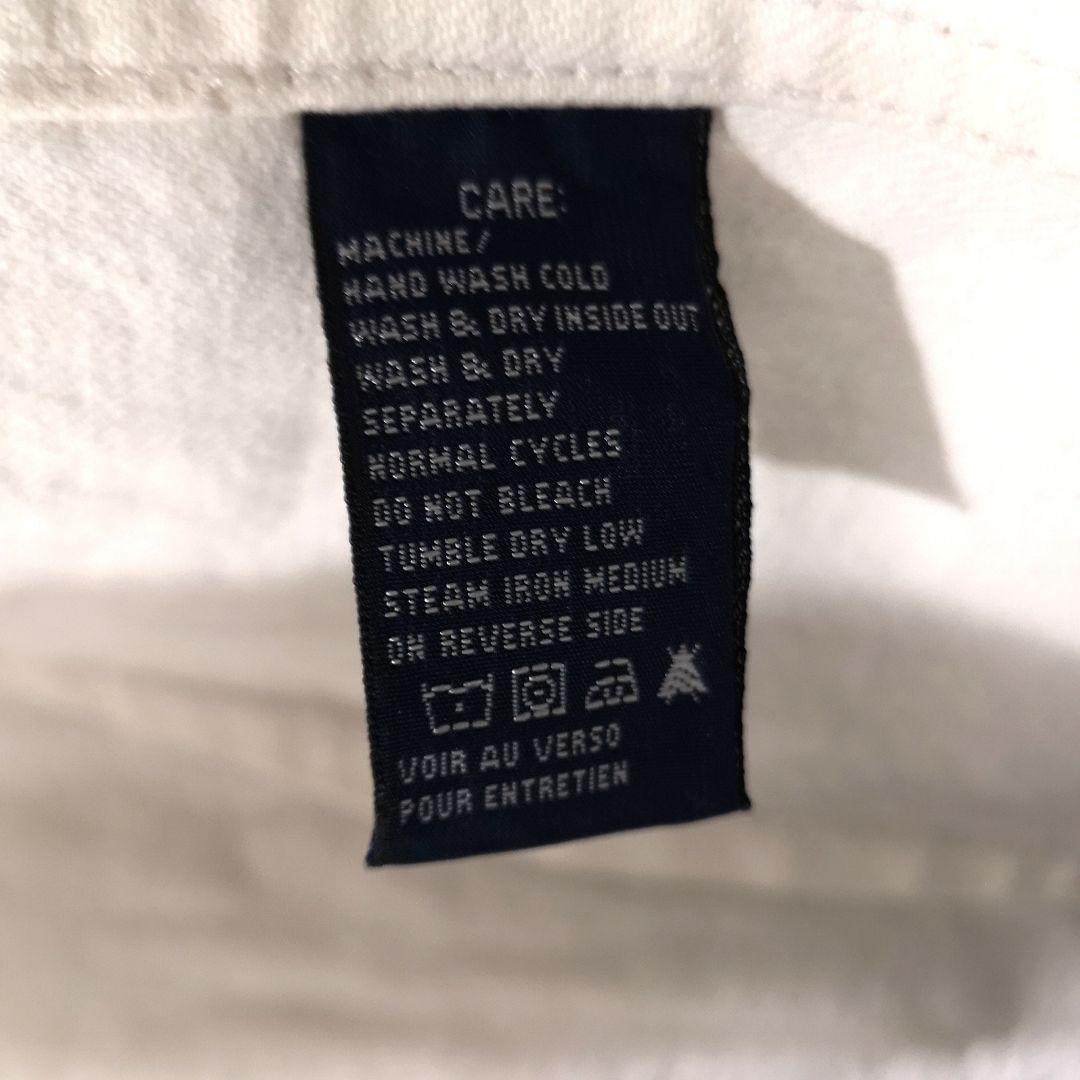 CARE:
MACHINE/
HAND WASH COLD
WASH & DRY INSIDE OUT
WASH & DRY
SEPARATELY
NORMAL CYCLES
DO NOT BLEACH
TUMBLE DRY LOW
STEAM IRON MEDIUM
ON REVERSE SIDE
VOIR AU VERSO
POUR ENTRETIEN